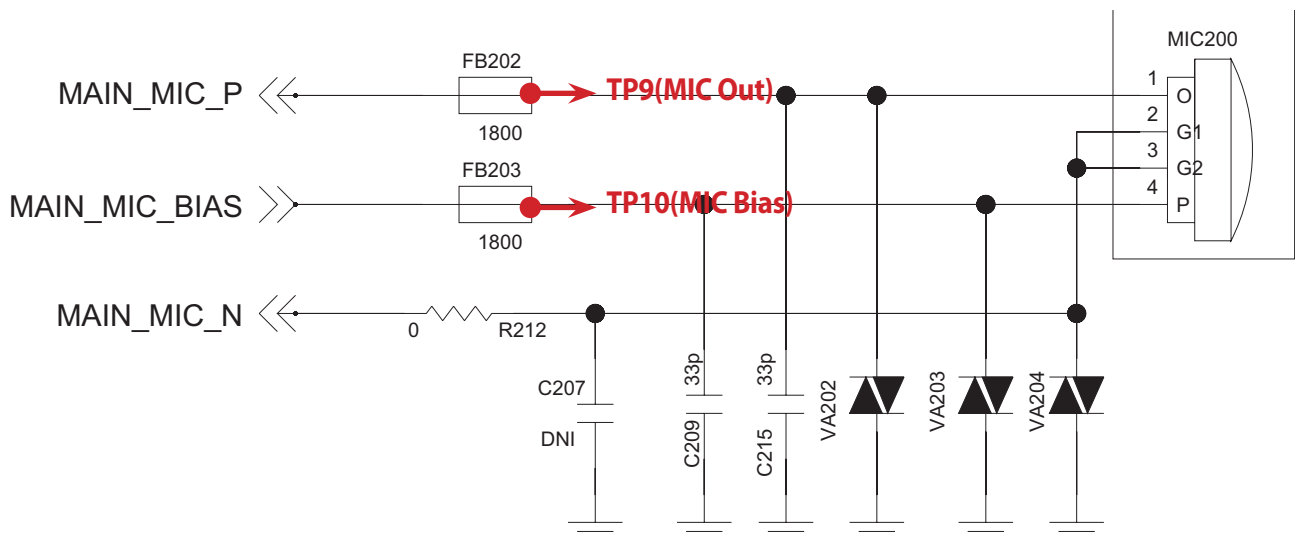 MIC200
FB202
MAIN_MIC_P
TP9(MIC Out)
1
O
1800
2
G1
FB203
3
G2
MAIN_MIC_BIAS
TP10(MIC Bias)
4
P
1800
MAIN_MIC_N
0
R212
C207
DNI
33p
C209
33p
C215
VA202
VA203
VA204